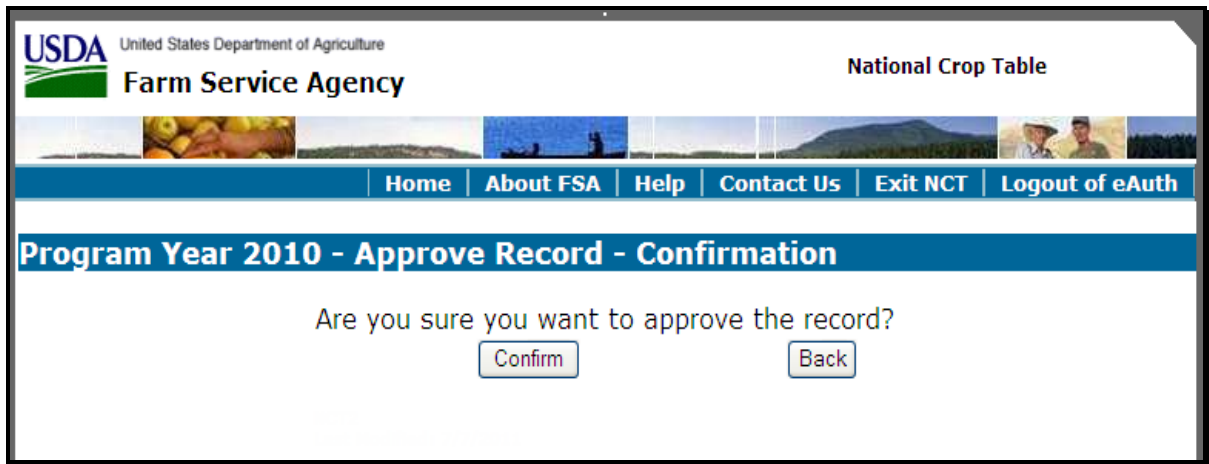 USDA United States Department of Agriculture
Farm Service Agency
National Crop Table
Home | About FSA | Help | Contact Us | Exit NCT | Logout of eAuth
Program Year 2010 - Approve Record - Confirmation
Are you sure you want to approve the record?
Confirm Back